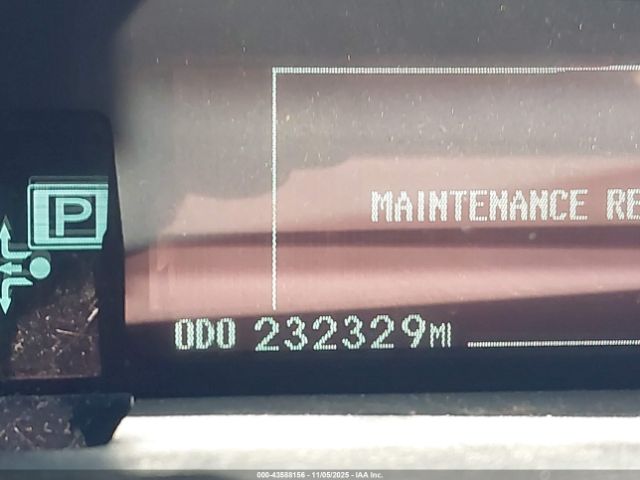 P
MAINTENANCE RE
ODO 232329MI
000-43588156 - 11/05/2025 - IAA Inc.